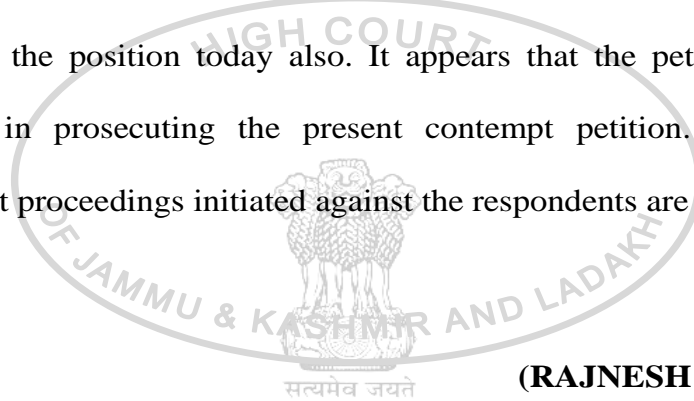 HIGH COURT
the position today also. It appears that the pet
in prosecuting the present contempt petition.
t proceedings initiated against the respondents are
OF JAMMU & KASHMIR AND LADAKH
सत्यमेव जयते
(RAJNESH